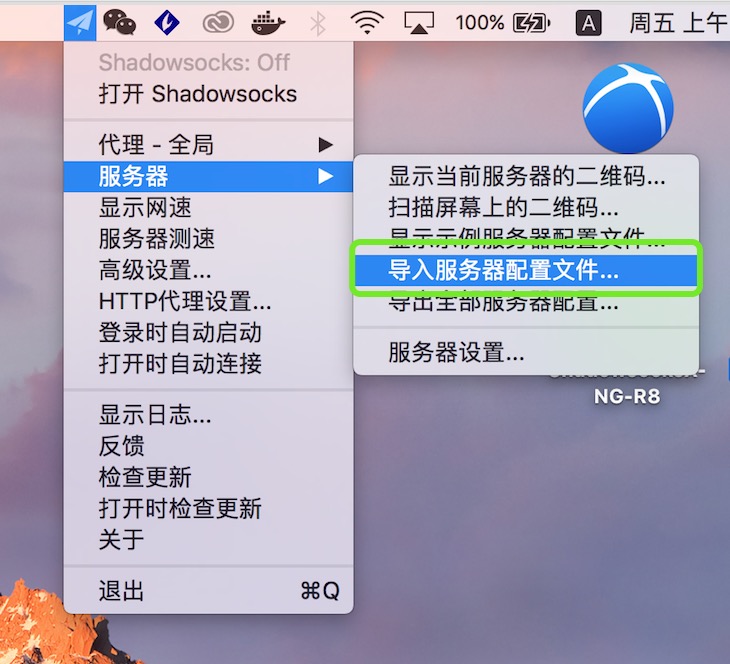 100%
A
周五 上午
Shadowsocks: Off
打开 Shadowsocks
代理 - 全局
服务器
显示网速
服务器测速
高级设置...
HTTP代理设置...
登录时自动启动
打开时自动连接
显示日志...
反馈
检查更新
打开时检查更新
关于
退出 ⌘Q
显示当前服务器的二维码...
扫描屏幕上的二维码...
显示示例服务器配置文件...
导入服务器配置文件...
导出全部服务器配置...
服务器设置...
NG-R8